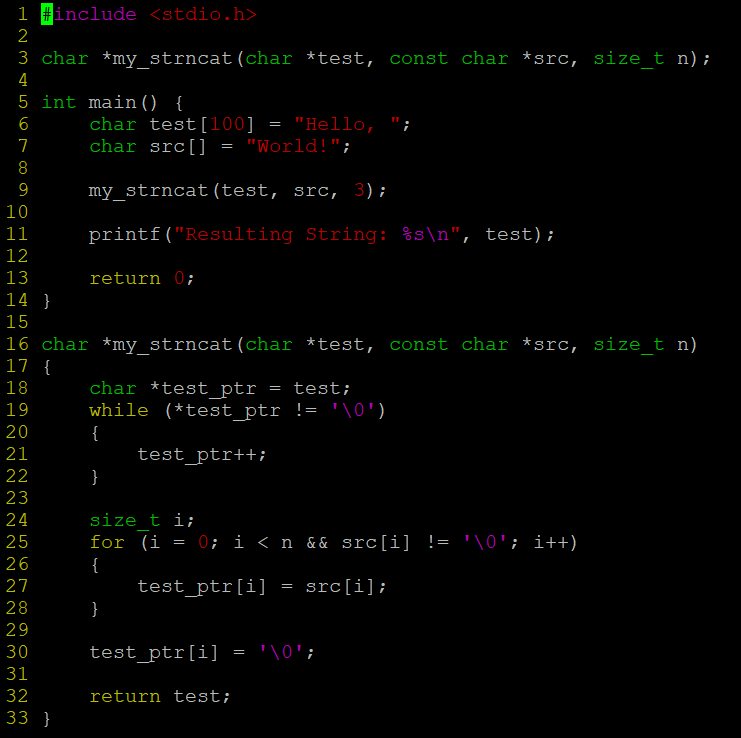 1 #include <stdio.h>
2
3 char *my_strncat(char *test, const char *src, size_t n);
4
5 int main() {
6     char test[100] = "Hello, ";
7     char src[] = "World!";
8
9     my_strncat(test, src, 3);
10
11     printf("Resulting String: %s\n", test);
12
13     return 0;
14 }
15
16 char *my_strncat(char *test, const char *src, size_t n)
17 {
18     char *test_ptr = test;
19     while (*test_ptr != '\0')
20     {
21         test_ptr++;
22     }
23
24     size_t i;
25     for (i = 0; i < n && src[i] != '\0'; i++)
26     {
27         test_ptr[i] = src[i];
28     }
29
30     test_ptr[i] = '\0';
31
32     return test;
33 }